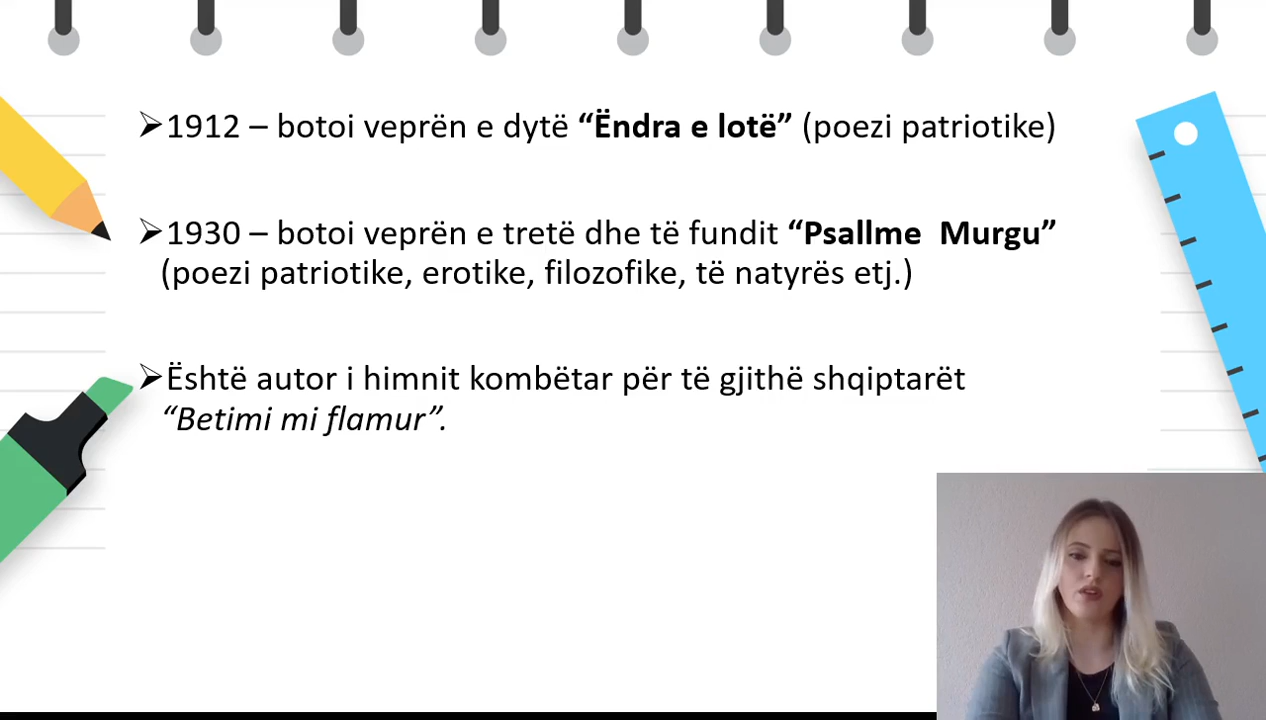 1912 – botoi veprën e dytë “Ëndra e lotë” (poezi patriotike)
1930 – botoi veprën e tretë dhe të fundit “Psallme Murgu”
(poezi patriotike, erotike, filozofike, të natyrës etj.)
Është autor i himnit kombëtar për të gjithë shqiptarët
“Betimi mi flamur”.